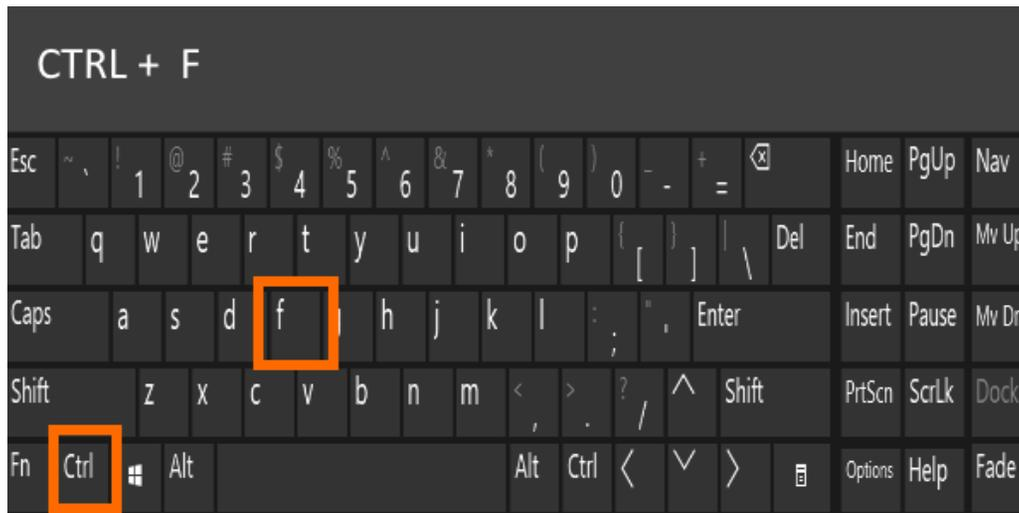 CTRL + F
Esc ~ ` ! 1 @ 2 # 3 $ 4 % 5 ^ 6 & 7 * 8 ( 9 ) 0 _ - + = Home PgUp Nav
Tab q w e r t y u i o p { [ } ] | \ Del End PgDn Mv Up
Caps a s d f h j k l : ; " ' Enter Insert Pause Mv Dn
Shift z x c v b n m < , > . ? / Shift PrtScn ScrLk Dock
Fn Ctrl Alt Alt Ctrl Options Help Fade